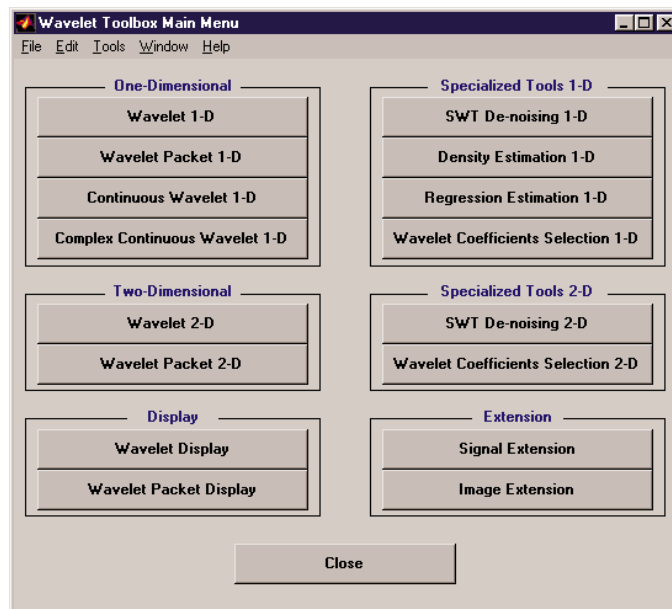 Wavelet Toolbox Main Menu
File Edit Tools Window Help
One-Dimensional
Wavelet 1-D
Wavelet Packet 1-D
Continuous Wavelet 1-D
Complex Continuous Wavelet 1-D
Specialized Tools 1-D
SWT De-noising 1-D
Density Estimation 1-D
Regression Estimation 1-D
Wavelet Coefficients Selection 1-D
Two-Dimensional
Wavelet 2-D
Wavelet Packet 2-D
Specialized Tools 2-D
SWT De-noising 2-D
Wavelet Coefficients Selection 2-D
Display
Wavelet Display
Wavelet Packet Display
Extension
Signal Extension
Image Extension
Close